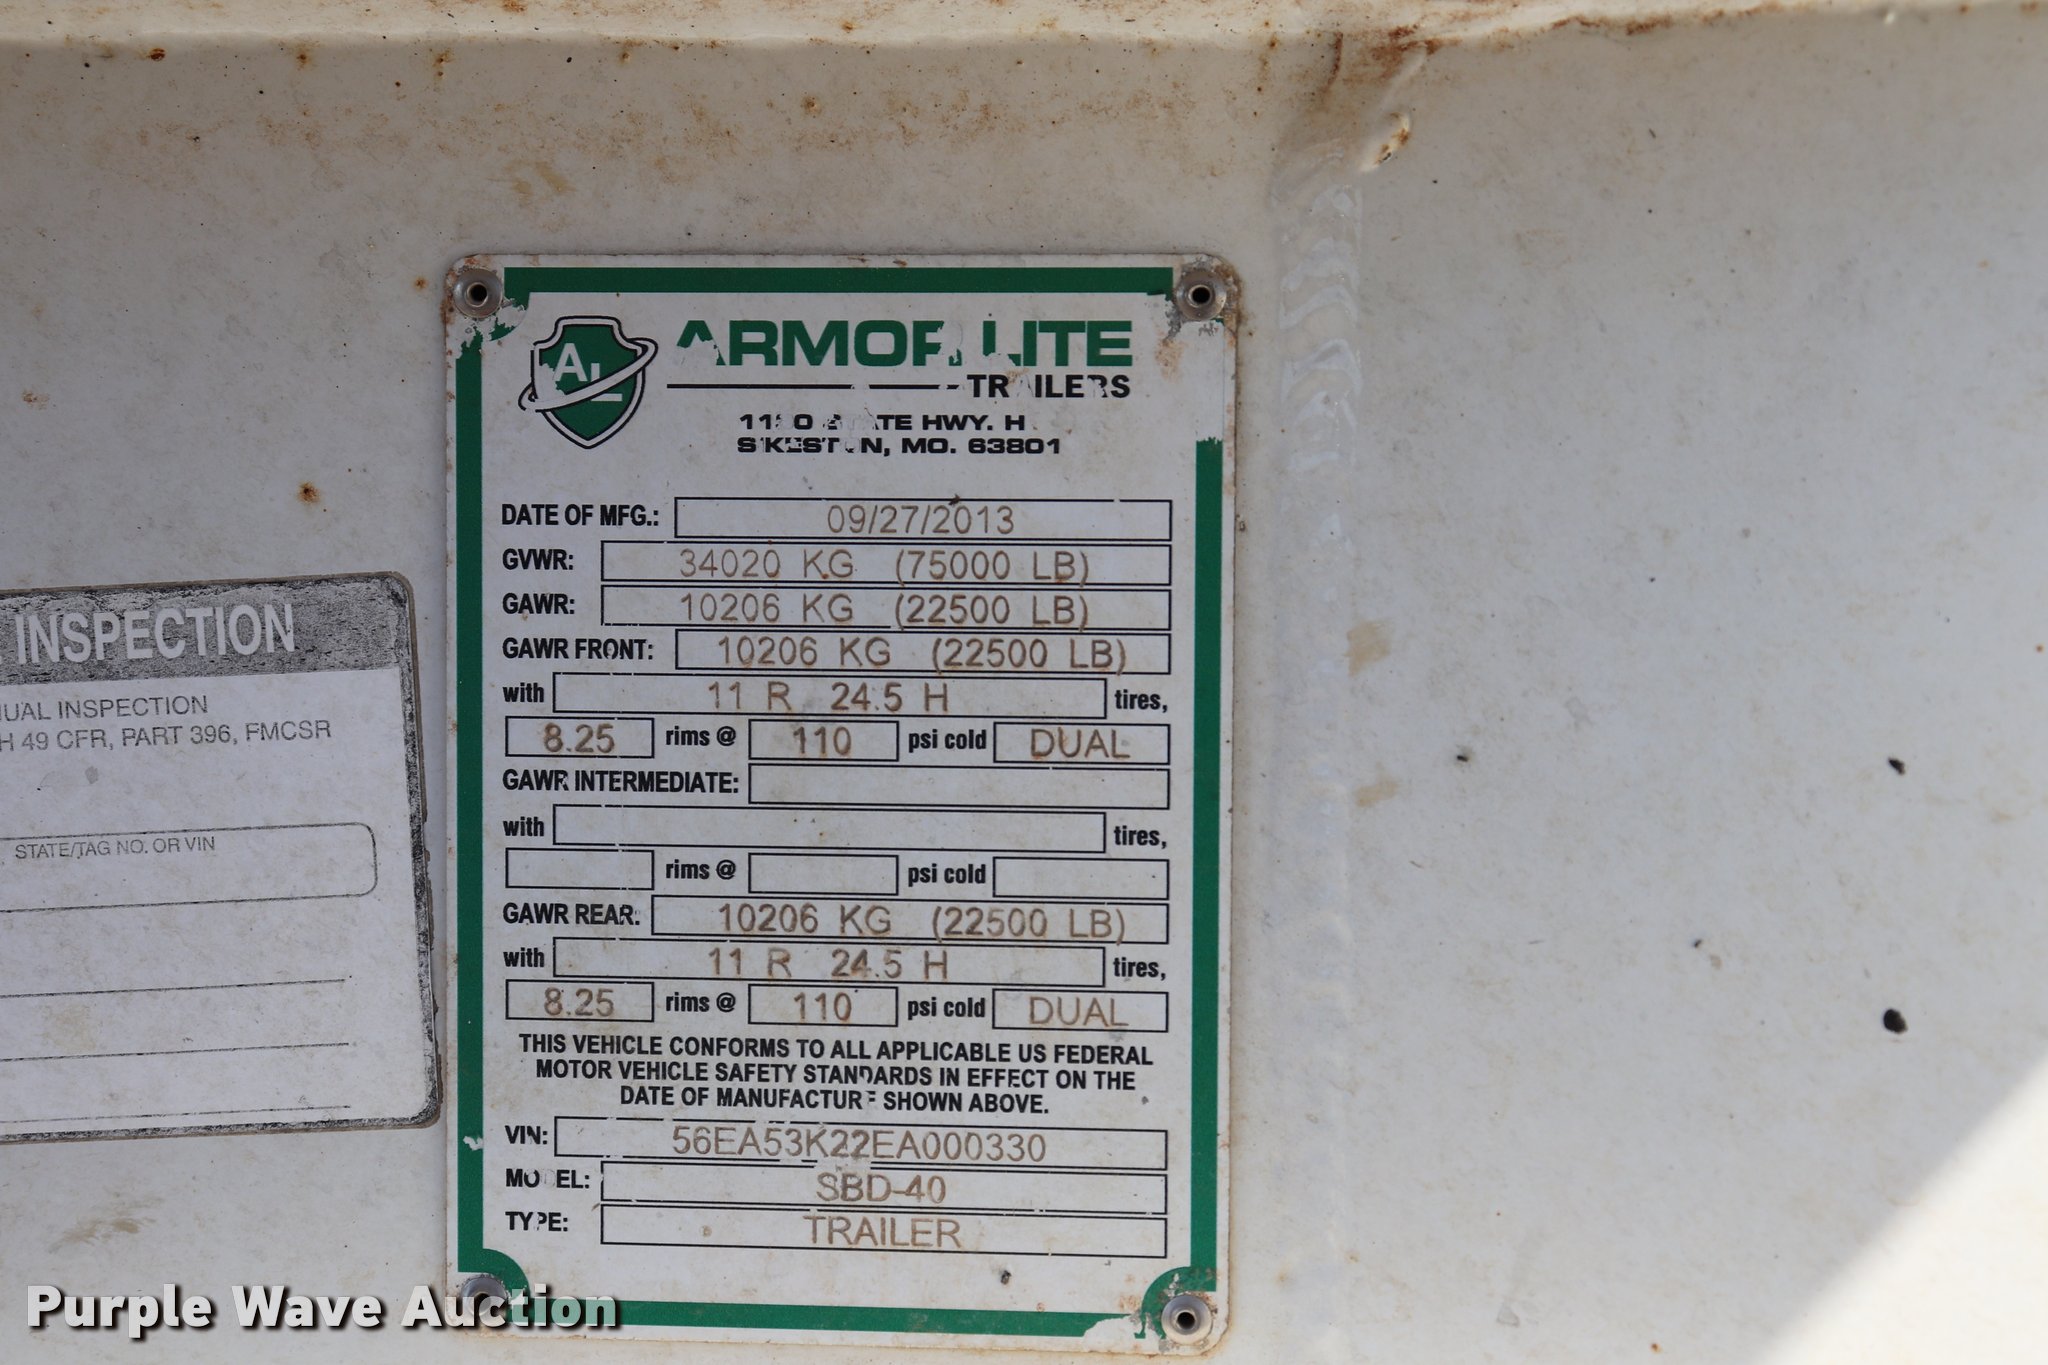 AL
ARMOR LITE
TRAILERS
STATE HWY. H
SIKESTON, MO. 63801
DATE OF MFG.: 09/27/2013
GVWR: 34020 KG (75000 LB)
GAWR: 10206 KG (22500 LB)
GAWR FRONT: 10206 KG (22500 LB)
with 11 R 24.5 H tires,
8.25 rims @ 110 psi cold DUAL
GAWR INTERMEDIATE:
with tires,
rims @ psi cold
GAWR REAR: 10206 KG (22500 LB)
with 11 R 24.5 H tires,
8.25 rims @ 110 psi cold DUAL
THIS VEHICLE CONFORMS TO ALL APPLICABLE US FEDERAL
MOTOR VEHICLE SAFETY STANDARDS IN EFFECT ON THE
DATE OF MANUFACTURE SHOWN ABOVE.
VIN: 56EA53K22EA000330
MODEL: SBD-40
TYPE: TRAILER
INSPECTION
INSPECTION
49 CFR, PART 396, FMCSR
STATE/TAG NO. OR VIN
Purple Wave Auction